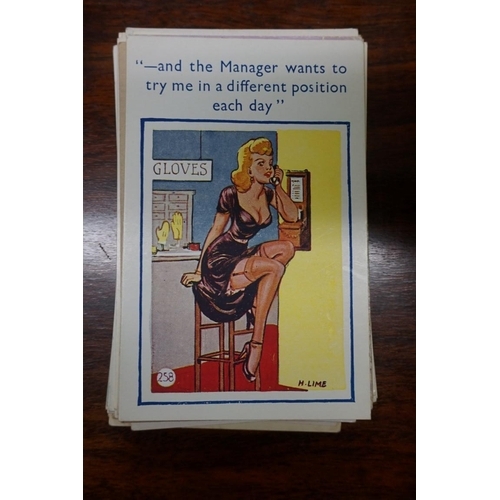 "—and the Manager wants to
try me in a different position
each day"
GLOVES
258
H. LIME